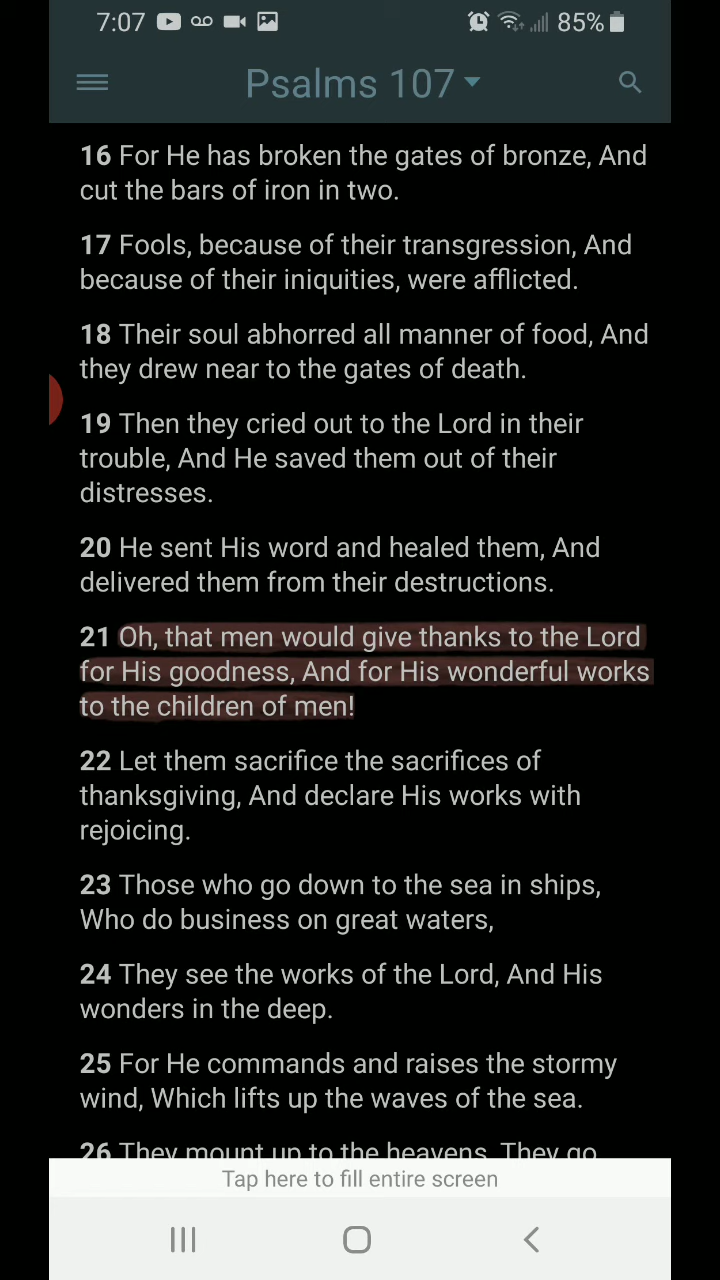 7:07 85%
Psalms 107
16 For He has broken the gates of bronze, And
cut the bars of iron in two.
17 Fools, because of their transgression, And
because of their iniquities, were afflicted.
18 Their soul abhorred all manner of food, And
they drew near to the gates of death.
19 Then they cried out to the Lord in their
trouble, And He saved them out of their
distresses.
20 He sent His word and healed them, And
delivered them from their destructions.
21 Oh, that men would give thanks to the Lord
for His goodness, And for His wonderful works
to the children of men!
22 Let them sacrifice the sacrifices of
thanksgiving, And declare His works with
rejoicing.
23 Those who go down to the sea in ships,
Who do business on great waters,
24 They see the works of the Lord, And His
wonders in the deep.
25 For He commands and raises the stormy
wind, Which lifts up the waves of the sea.
26 They mount up to the heavens, They go
Tap here to fill entire screen